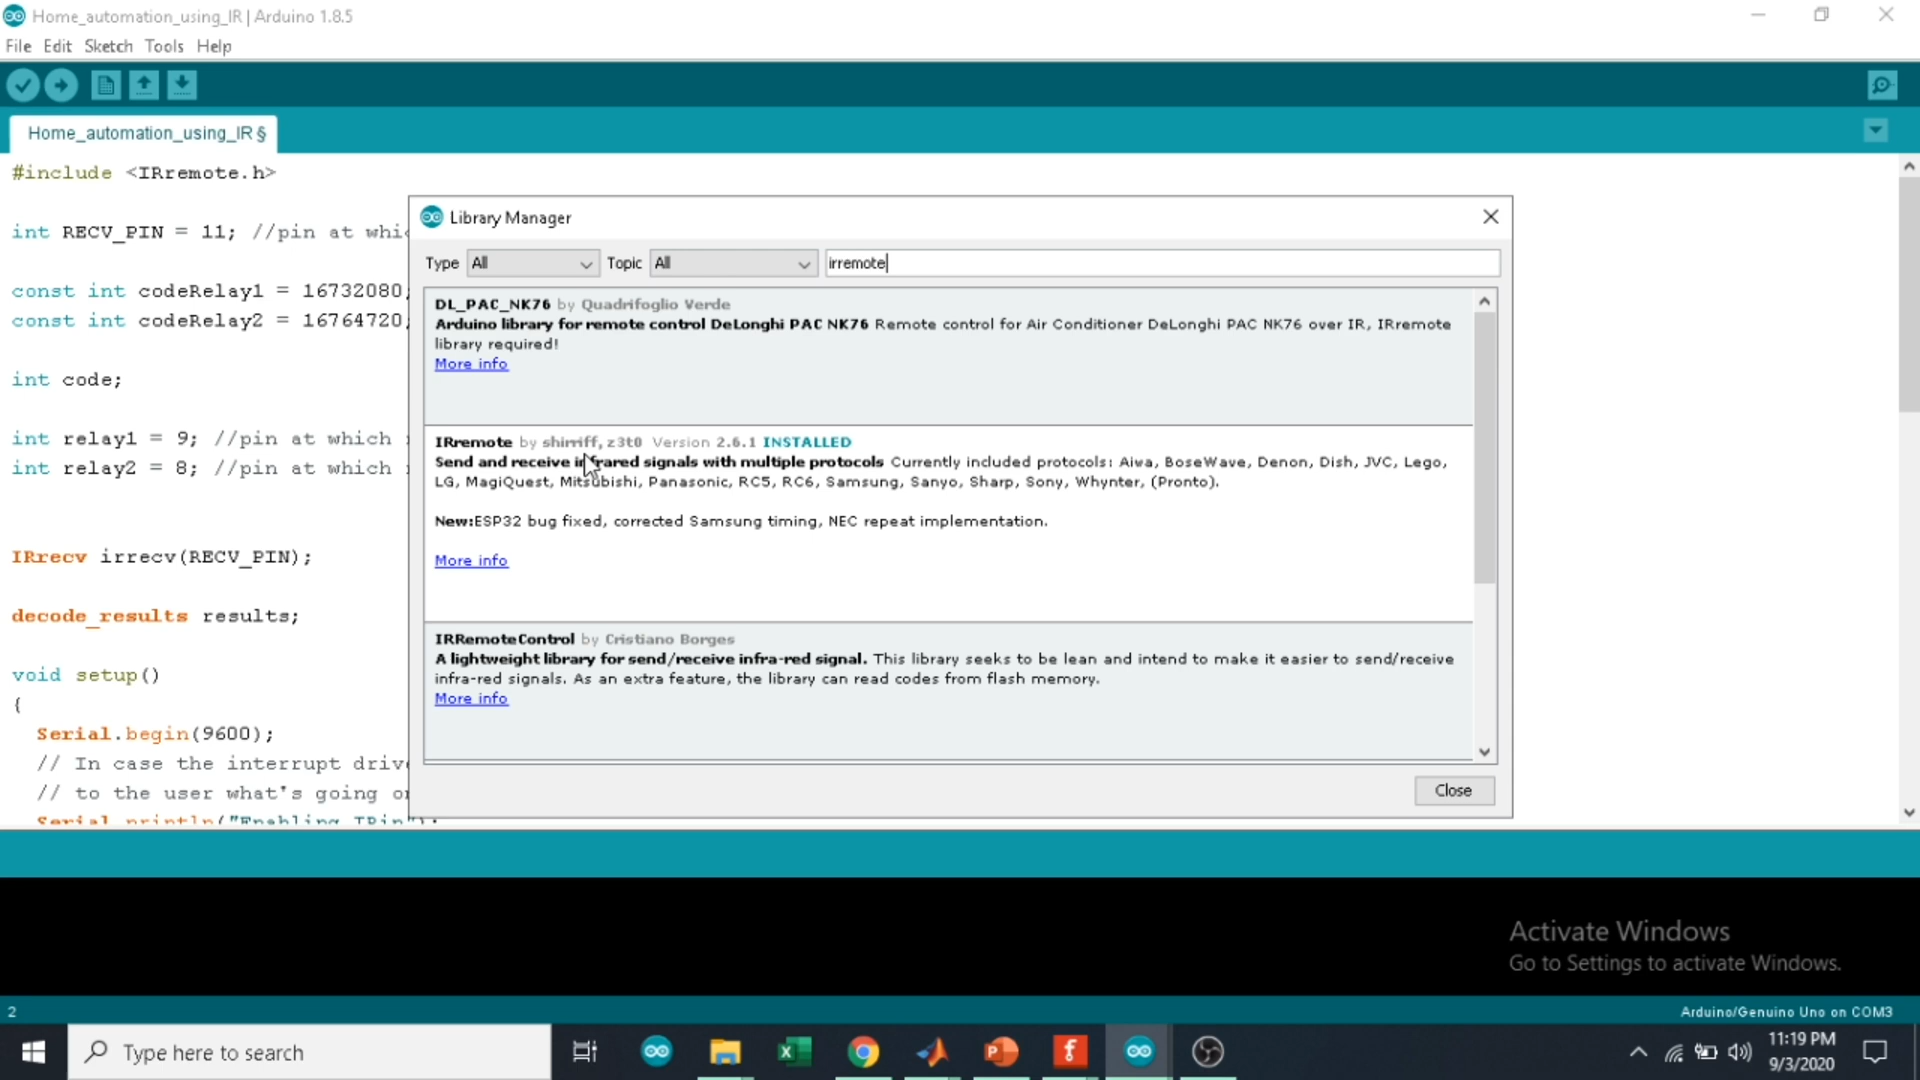 Home_automation_using_IR | Arduino 1.8.5
File Edit Sketch Tools Help
Home_automation_using_IR §
#include <IRremote.h>
int RECV_PIN = 11; //pin at whi
const int codeRelay1 = 16732080;
const int codeRelay2 = 16764720;
int code;
int relay1 = 9; //pin at which
int relay2 = 8; //pin at which
IRrecv irrecv(RECV_PIN);
decode_results results;
void setup()
{
Serial.begin(9600);
// In case the interrupt driv
// to the user what's going o
Serial.println("Enabling IRin");
Library Manager
Type All Topic All irremote
DL_PAC_NK76 by Quadrifoglio Verde
Arduino library for remote control DeLonghi PAC NK76 Remote control for Air Conditioner DeLonghi PAC NK76 over IR, IRremote
library required!
More info
IRremote by shirriff, z3t0 Version 2.6.1 INSTALLED
Send and receive infrared signals with multiple protocols Currently included protocols: Aiwa, BoseWave, Denon, Dish, JVC, Lego,
LG, MagiQuest, Mitsubishi, Panasonic, RC5, RC6, Samsung, Sanyo, Sharp, Sony, Whynter, (Pronto).
New:ESP32 bug fixed, corrected Samsung timing, NEC repeat implementation.
More info
IRRemoteControl by Cristiano Borges
A lightweight library for send/receive infra-red signal. This library seeks to be lean and intend to make it easier to send/receive
infra-red signals. As an extra feature, the library can read codes from flash memory.
More info
Close
Activate Windows
Go to Settings to activate Windows.
2
Arduino/Genuino Uno on COM3
Type here to search
11:19 PM
9/3/2020